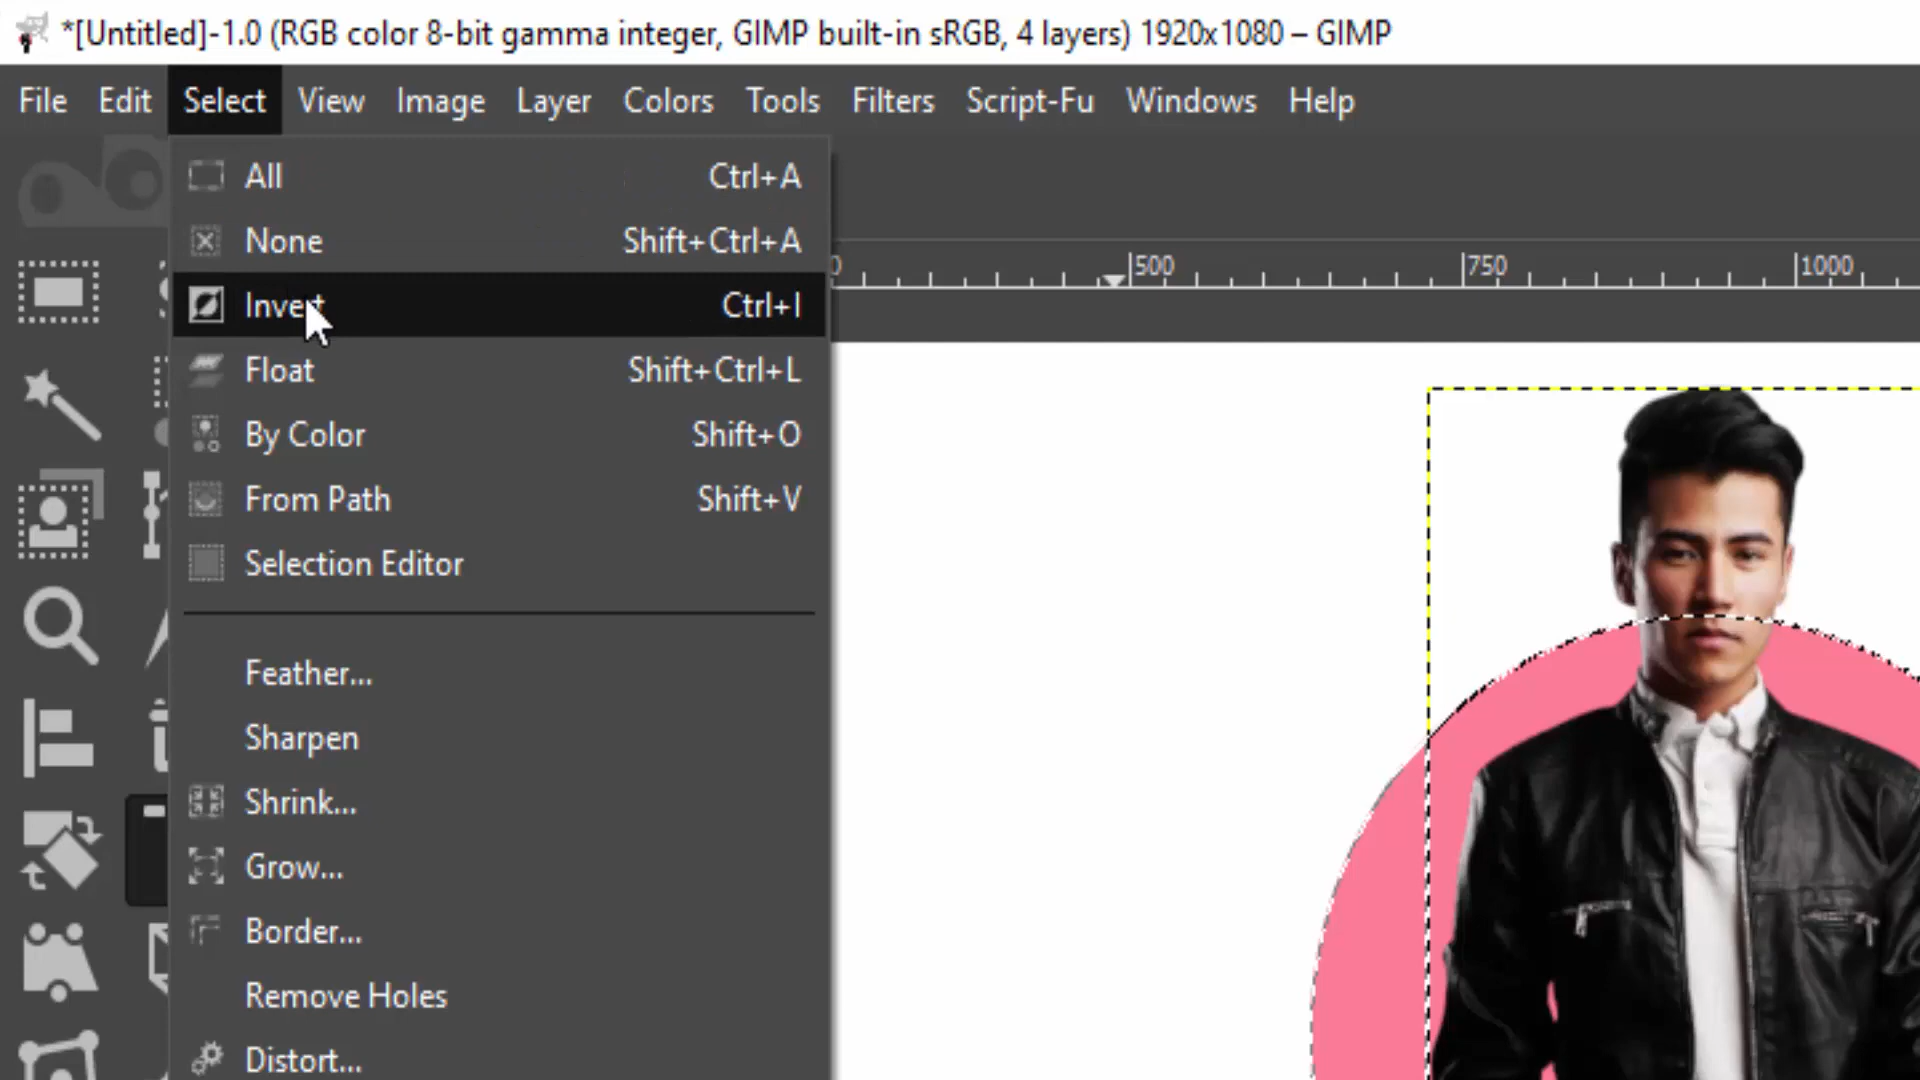 *[Untitled]-1.0 (RGB color 8-bit gamma integer, GIMP built-in sRGB, 4 layers) 1920x1080 – GIMP
File Edit Select View Image Layer Colors Tools Filters Script-Fu Windows Help
All Ctrl+A
None Shift+Ctrl+A
Invert Ctrl+I
0 500 750 1000
Float Shift+Ctrl+L
By Color Shift+O
From Path Shift+V
Selection Editor
Feather...
Sharpen
Shrink...
Grow...
Border...
Remove Holes
Distort...